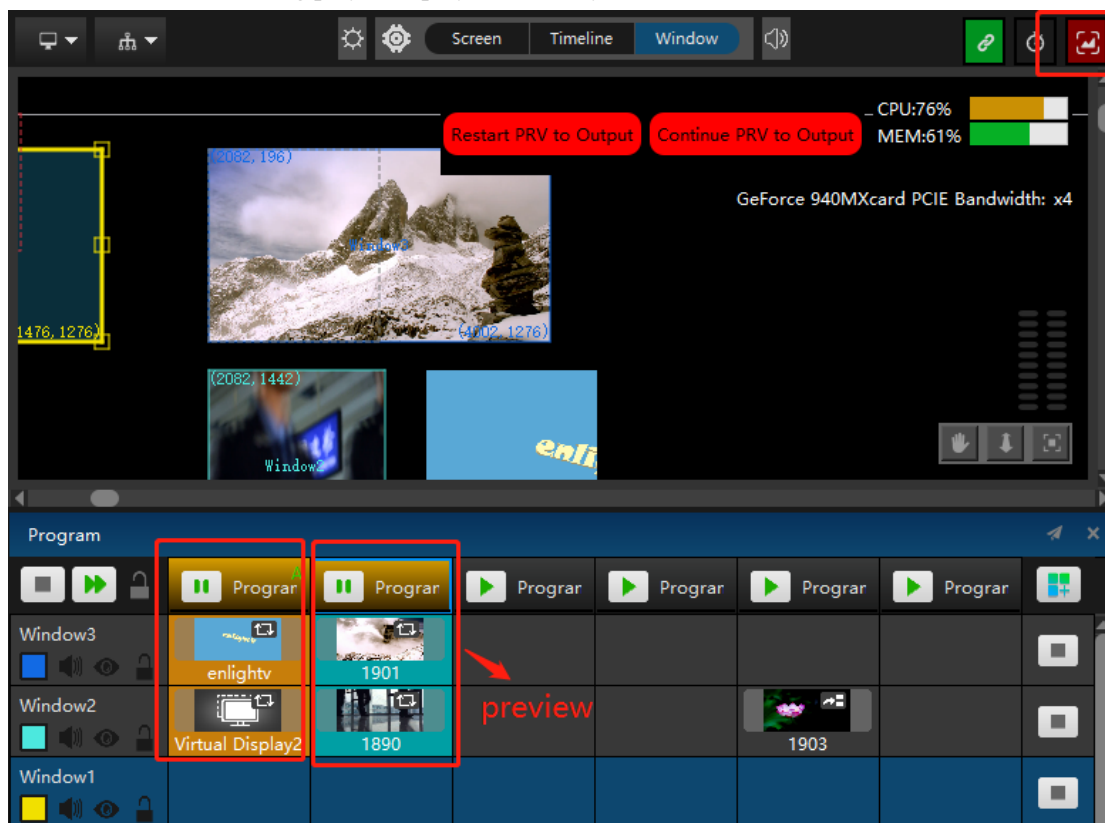 Screen Timeline Window
CPU:76%
MEM:61%
Restart PRV to Output Continue PRV to Output
GeForce 940MXcard PCIE Bandwidth: x4
(2082,196)
Window3
1476,1276) (4002,1276)
(2082,1442)
enli
Window2
Program
A
Prograr Prograr Prograr Prograr Prograr Prograr
Window3
enlightv 1901
preview
Window2
Virtual Display2 1890 1903
Window1